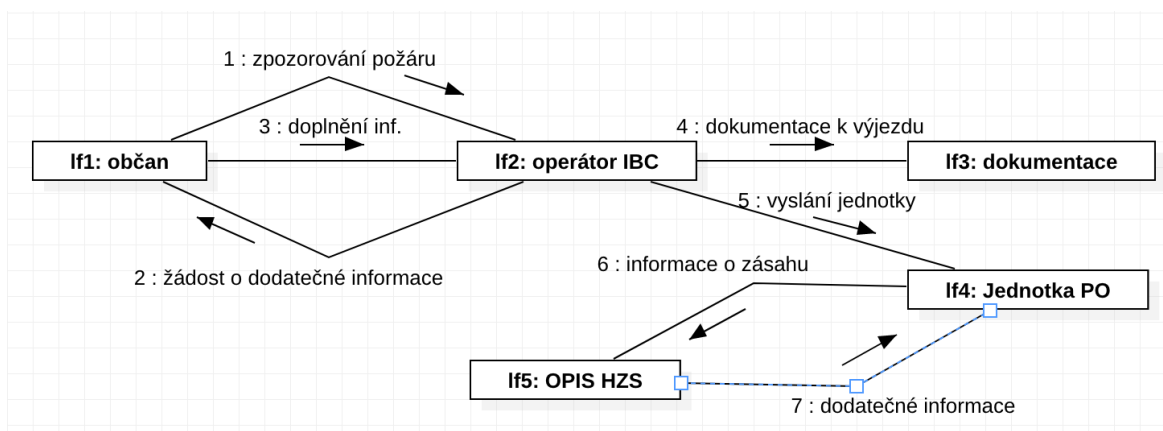 1 : zpozorování požáru
3 : doplnění inf.
4 : dokumentace k výjezdu
lf1: občan
lf2: operátor IBC
lf3: dokumentace
5 : vyslání jednotky
2 : žádost o dodatečné informace
6 : informace o zásahu
lf4: Jednotka PO
lf5: OPIS HZS
7 : dodatečné informace